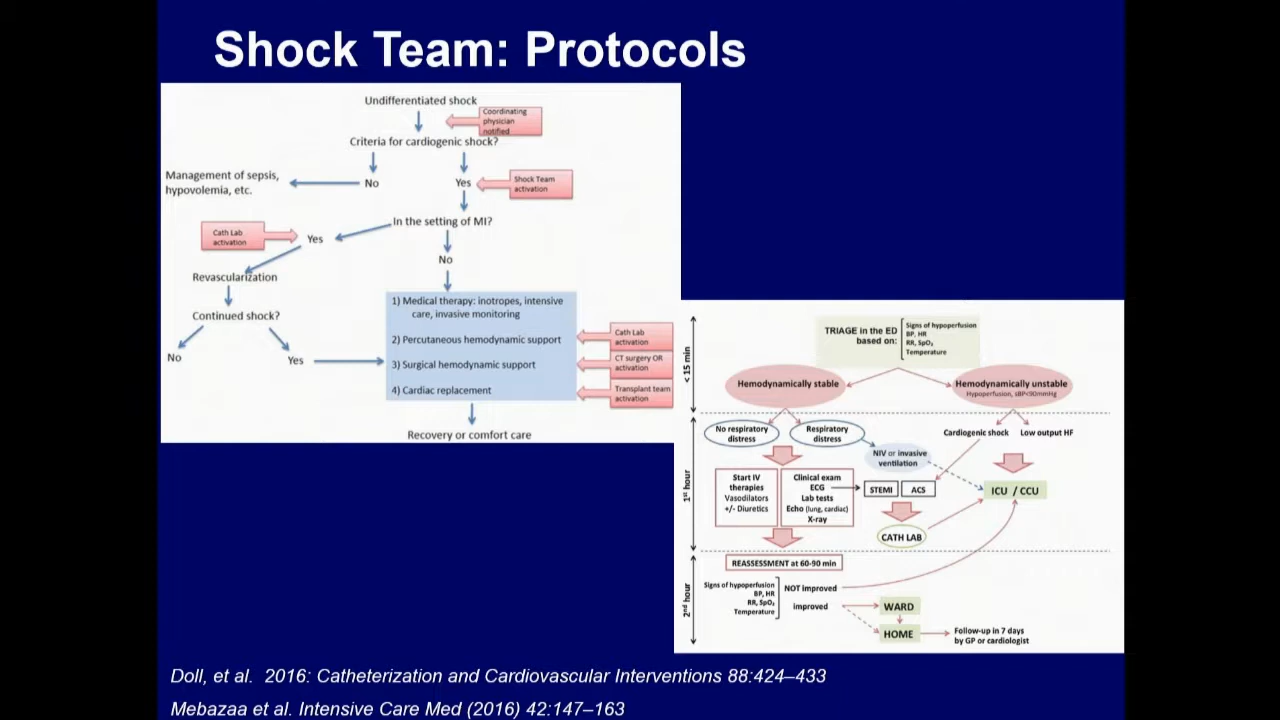 Shock Team: Protocols
Undifferentiated shock
Coordinating
physician
notified
Criteria for cardiogenic shock?
Management of sepsis,
hypovolemia, etc.
No
Yes
Shock Team
activation
In the setting of MI?
Cath Lab
activation
Yes
No
Revascularization
Continued shock?
No
Yes
1) Medical therapy: inotropes, intensive
care, invasive monitoring
2) Percutaneous hemodynamic support
3) Surgical hemodynamic support
4) Cardiac replacement
Cath Lab
activation
CT surgery OR
activation
Transplant team
activation
Recovery or comfort care
< 15 min
TRIAGE in the ED
based on:
Signs of hypoperfusion
BP, HR
RR, SpO₂
Temperature
Hemodynamically stable
Hemodynamically unstable
Hypoperfusion, sBP<90mmHg
1st hour
No respiratory
distress
Respiratory
distress
Cardiogenic shock
Low output HF
NIV or invasive
ventilation
Start IV
therapies
Vasodilators
+/- Diuretics
Clinical exam
ECG
Lab tests
Echo (lung, cardiac)
X-ray
STEMI
ACS
ICU / CCU
CATH LAB
2nd hour
REASSESSMENT at 60-90 min
Signs of hypoperfusion
BP, HR
RR, SpO₂
Temperature
NOT improved
improved
WARD
HOME
Follow-up in 7 days
by GP or cardiologist
Doll, et al. 2016: Catheterization and Cardiovascular Interventions 88:424–433
Mebazaa et al. Intensive Care Med (2016) 42:147–163